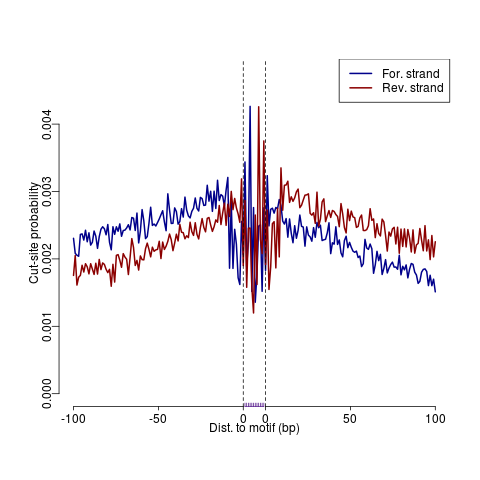 For. strand
Rev. strand
Cut-site probability
0.004
0.003
0.002
0.001
0.000
-100 -50 0 0 50 100
Dist. to motif (bp)